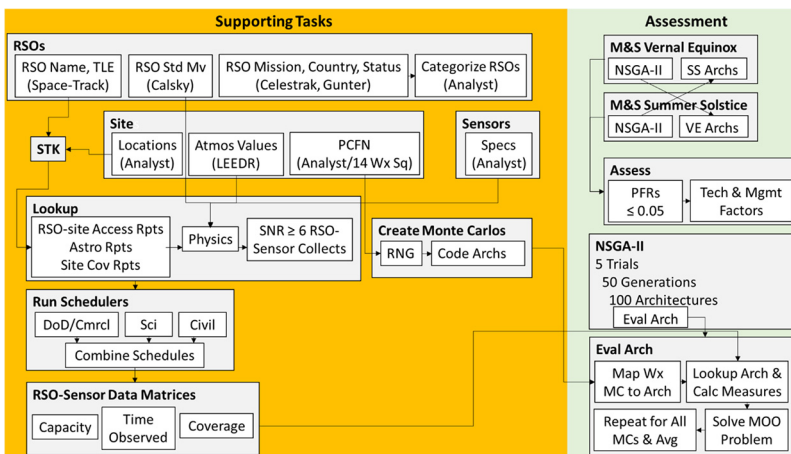 Supporting Tasks
RSOs
RSO Name, TLE
(Space-Track)
RSO Std Mv
(Calsky)
RSO Mission, Country, Status
(Celestrak, Gunter)
Categorize RSOs
(Analyst)
STK
Site
Locations
(Analyst)
Atmos Values
(LEEDR)
PCFN
(Analyst/14 Wx Sq)
Sensors
Specs
(Analyst)
Lookup
RSO-site Access Rpts
Astro Rpts
Site Cov Rpts
Physics
SNR ≥ 6 RSO-
Sensor Collects
Create Monte Carlos
RNG
Code Archs
Run Schedulers
DoD/Cmrcl
Sci
Civil
Combine Schedules
RSO-Sensor Data Matrices
Capacity
Time
Observed
Coverage
Assessment
M&S Vernal Equinox
NSGA-II
SS Archs
M&S Summer Solstice
NSGA-II
VE Archs
Assess
PFRs
≤ 0.05
Tech & Mgmt
Factors
NSGA-II
5 Trials
50 Generations
100 Architectures
Eval Arch
Eval Arch
Map Wx
MC to Arch
Lookup Arch &
Calc Measures
Repeat for All
MCs & Avg
Solve MOO
Problem